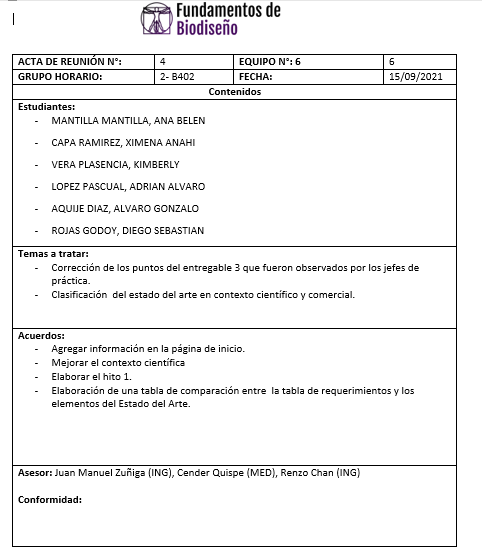 Fundamentos de
Biodiseño
ACTA DE REUNIÓN N°: 4 EQUIPO N°: 6 6
GRUPO HORARIO: 2- B402 FECHA: 15/09/2021
Contenidos
Estudiantes:
- MANTILLA MANTILLA, ANA BELEN
- CAPA RAMIREZ, XIMENA ANAHI
- VERA PLASENCIA, KIMBERLY
- LOPEZ PASCUAL, ADRIAN ALVARO
- AQUIJE DIAZ, ALVARO GONZALO
- ROJAS GODOY, DIEGO SEBASTIAN
Temas a tratar:
- Corrección de los puntos del entregable 3 que fueron observados por los jefes de
práctica.
- Clasificación del estado del arte en contexto científico y comercial.
Acuerdos:
- Agregar información en la página de inicio.
- Mejorar el contexto científica
- Elaborar el hito 1.
- Elaboración de una tabla de comparación entre la tabla de requerimientos y los
elementos del Estado del Arte.
Asesor: Juan Manuel Zuñiga (ING), Cender Quispe (MED), Renzo Chan (ING)
Conformidad: